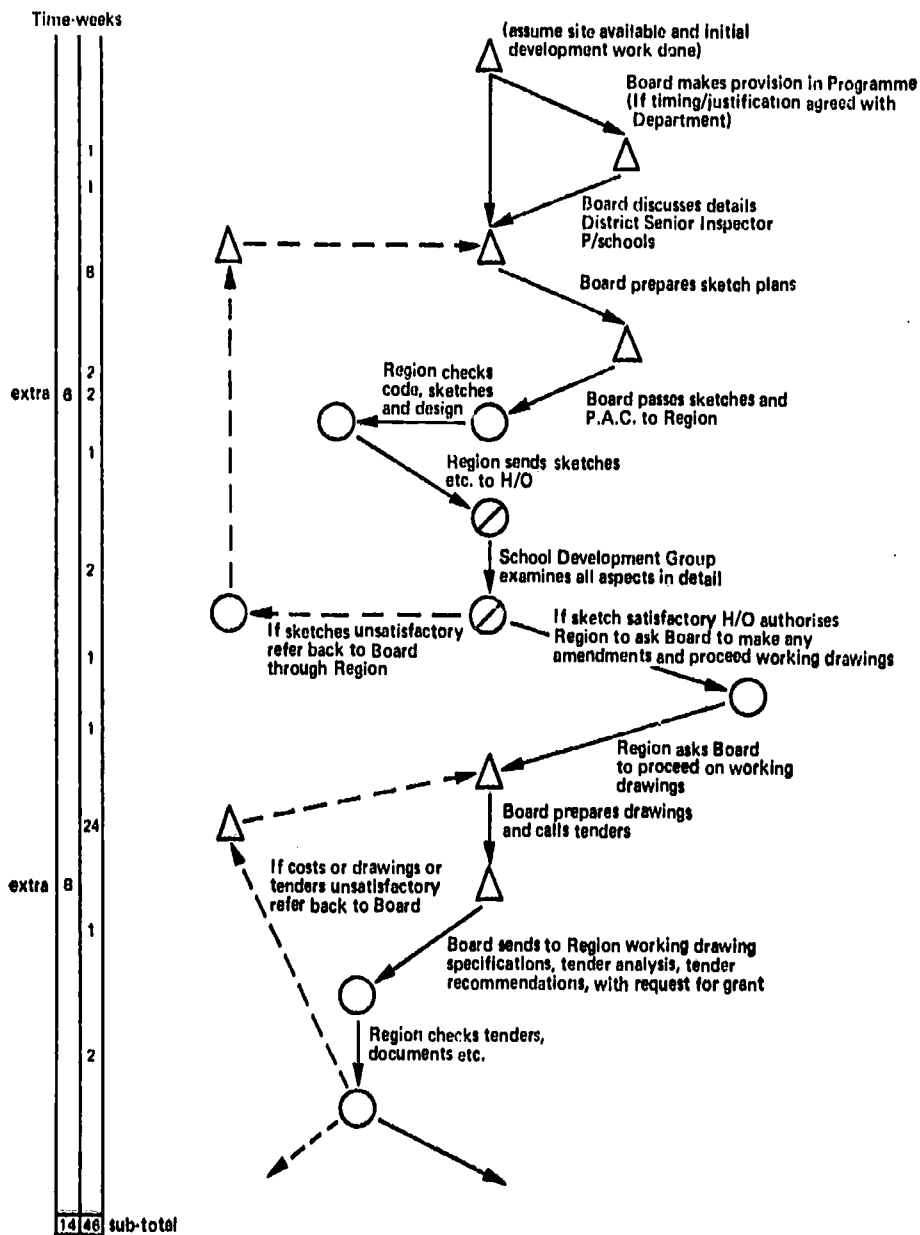 Time-weeks
(assume site available and initial
development work done)
Board makes provision in Programme
(If timing/justification agreed with
Department)
1
1
Board discusses details
District Senior Inspector
P/schools
8
Board prepares sketch plans
2
Region checks
code, sketches
and design
extra 6 2
Board passes sketches and
P.A.C. to Region
1
Region sends sketches
etc. to H/O
2
School Development Group
examines all aspects in detail
If sketches unsatisfactory
refer back to Board
through Region
If sketch satisfactory H/O authorises
Region to ask Board to make any
amendments and proceed working drawings
1
1
Region asks Board
to proceed on working
drawings
24
Board prepares drawings
and calls tenders
If costs or drawings or
tenders unsatisfactory
refer back to Board
extra 8
1
Board sends to Region working drawing
specifications, tender analysis, tender
recommendations, with request for grant
2
Region checks tenders,
documents etc.
14 46 sub-total